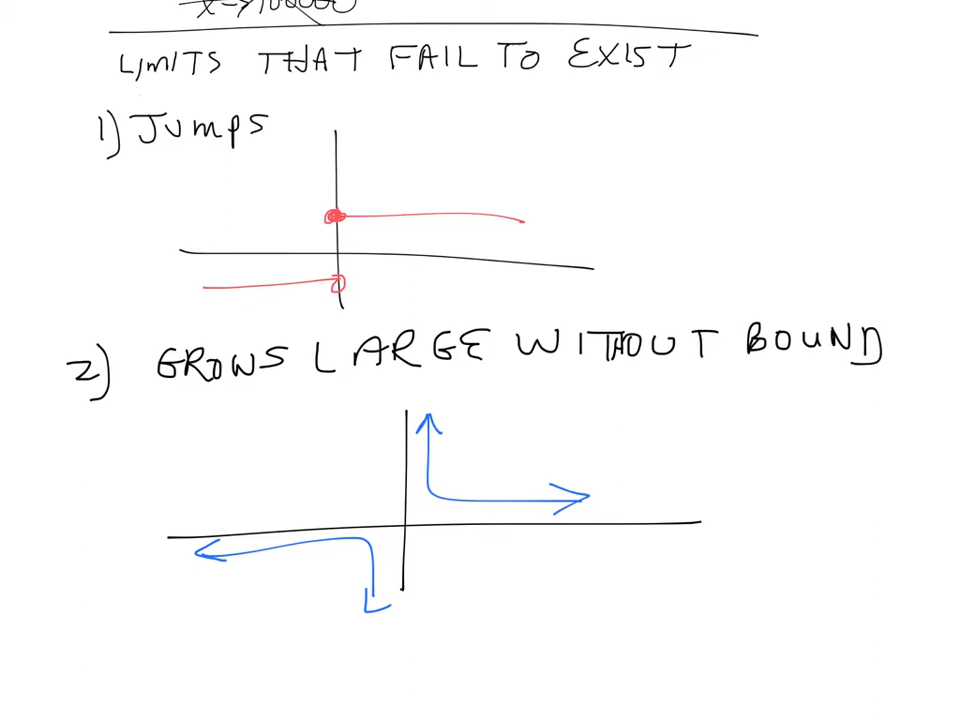 LIMITS THAT FAIL TO EXIST
1) JUMPS
2) GROWS LARGE WITHOUT BOUND